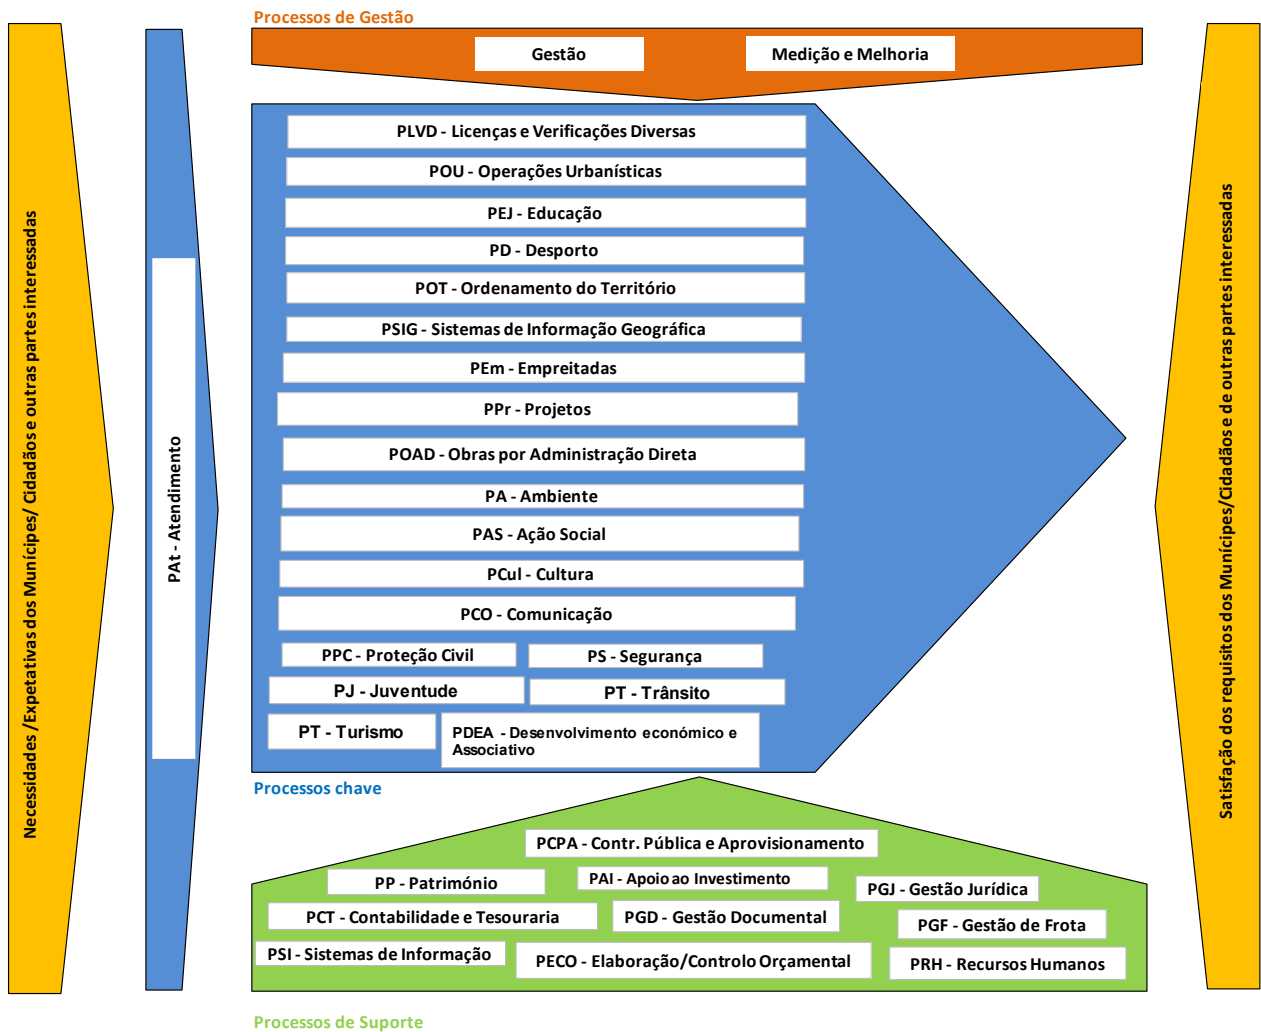 Processos de Gestão
Gestão
Medição e Melhoria
Necessidades /Expetativas dos Munícipes/ Cidadãos e outras partes interessadas
PAt - Atendimento
PLVD - Licenças e Verificações Diversas
POU - Operações Urbanísticas
PEJ - Educação
PD - Desporto
POT - Ordenamento do Território
PSIG - Sistemas de Informação Geográfica
PEm - Empreitadas
PPr - Projetos
POAD - Obras por Administração Direta
PA - Ambiente
PAS - Ação Social
PCul - Cultura
PCO - Comunicação
PPC - Proteção Civil
PS - Segurança
PJ - Juventude
PT - Trânsito
PT - Turismo
PDEA - Desenvolvimento económico e
Associativo
Satisfação dos requisitos dos Munícipes/Cidadãos e de outras partes interessadas
Processos chave
PCPA - Contr. Pública e Aprovisionamento
PP - Património
PAI - Apoio ao Investimento
PGJ - Gestão Jurídica
PCT - Contabilidade e Tesouraria
PGD - Gestão Documental
PGF - Gestão de Frota
PSI - Sistemas de Informação
PECO - Elaboração/Controlo Orçamental
PRH - Recursos Humanos
Processos de Suporte